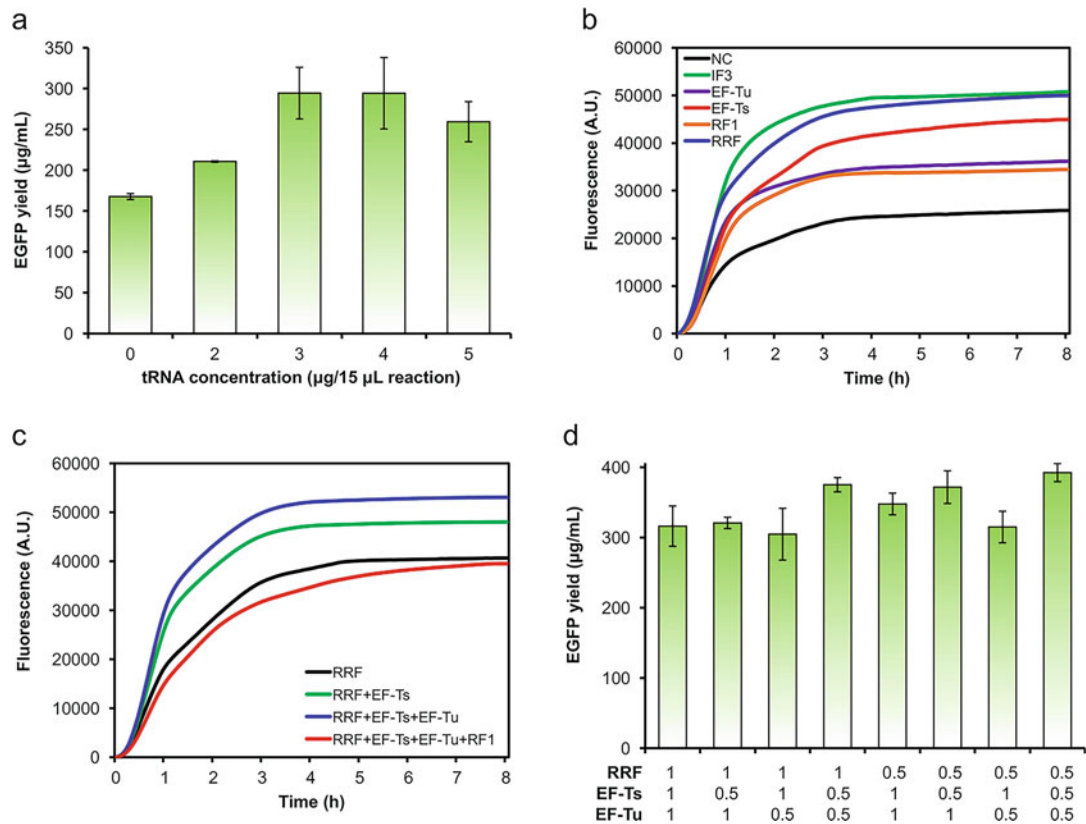 a
350
300
250
200
150
100
50
0
EGFP yield (µg/mL)
0 2 3 4 5
tRNA concentration (µg/15 µL reaction)
b
60000
50000
40000
30000
20000
10000
0
Fluorescence (A.U.)
NC
IF3
EF-Tu
EF-Ts
RF1
RRF
0 1 2 3 4 5 6 7 8
Time (h)
c
60000
50000
40000
30000
20000
10000
0
Fluorescence (A.U.)
RRF
RRF+EF-Ts
RRF+EF-Ts+EF-Tu
RRF+EF-Ts+EF-Tu+RF1
0 1 2 3 4 5 6 7 8
Time (h)
d
400
300
200
100
0
EGFP yield (µg/mL)
RRF 1 1 1 1 0.5 0.5 0.5 0.5
EF-Ts 1 0.5 1 0.5 1 0.5 1 0.5
EF-Tu 1 1 0.5 0.5 1 1 0.5 0.5